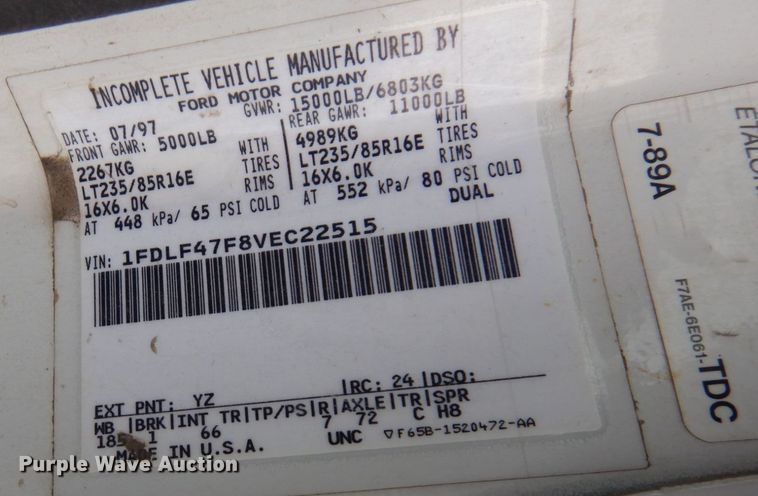 INCOMPLETE VEHICLE MANUFACTURED BY
FORD MOTOR COMPANY
DATE: 07/97
GVWR: 15000LB/6803KG
FRONT GAWR: 5000LB
REAR GAWR: 11000LB
2267KG WITH
4989KG WITH
LT235/85R16E TIRES
LT235/85R16E TIRES
16X6.0K RIMS
16X6.0K RIMS
AT 448 kPa/ 65 PSI COLD
AT 552 kPa/ 80 PSI COLD
DUAL
VIN: 1FDLF47F8VEC22515
EXT PNT: YZ |RC: 24 |DSO:
WB |BRK|INT TR|TP/PS|R|AXLE|TR|SPR
185 1 66 7 72 C H8
MADE IN U.S.A. UNC
▽F65B-1520472-AA
7-89A
F7AE-6E061-TDC
Purple Wave Auction